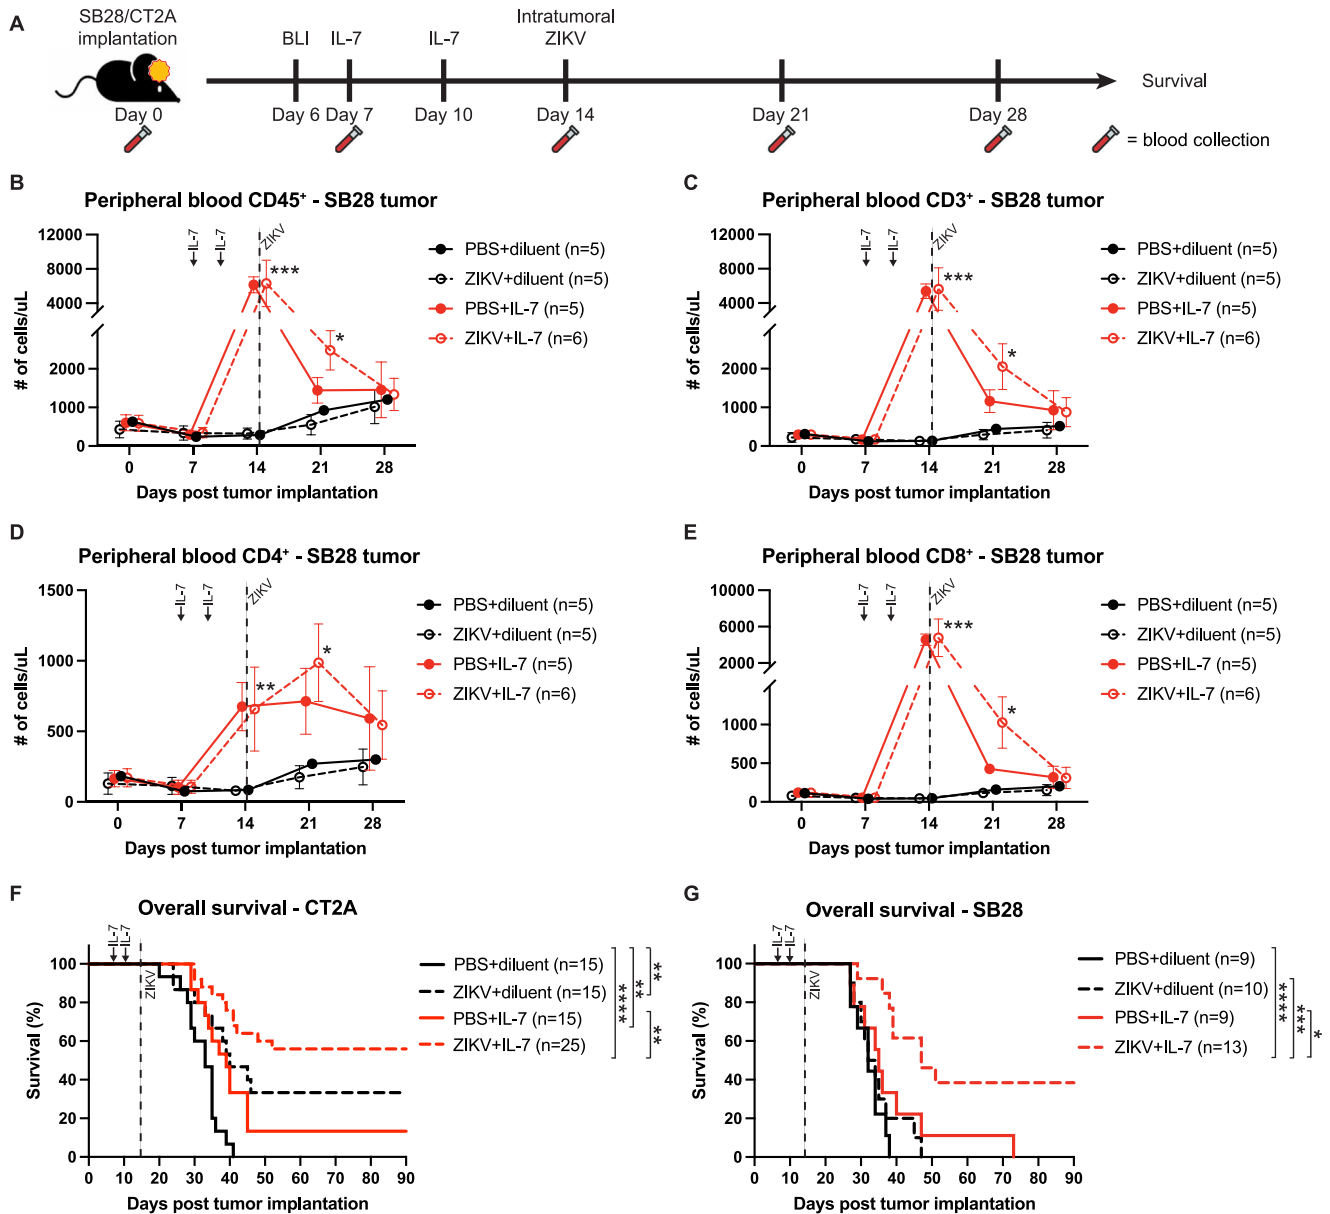 A
SB28/CT2A
implantation
BLI
IL-7
IL-7
Intratumoral
ZIKV
Survival
Day 0
Day 6
Day 7
Day 10
Day 14
Day 21
Day 28
= blood collection
B
Peripheral blood CD45+ - SB28 tumor
# of cells/uL
12000
8000
4000
2000
1000
0
IL-7
IL-7
ZIKV
***
*
0 7 14 21 28
Days post tumor implantation
PBS+diluent (n=5)
ZIKV+diluent (n=5)
PBS+IL-7 (n=5)
ZIKV+IL-7 (n=6)
C
Peripheral blood CD3+ - SB28 tumor
# of cells/uL
12000
8000
4000
2000
1000
0
IL-7
IL-7
ZIKV
***
*
0 7 14 21 28
Days post tumor implantation
PBS+diluent (n=5)
ZIKV+diluent (n=5)
PBS+IL-7 (n=5)
ZIKV+IL-7 (n=6)
D
Peripheral blood CD4+ - SB28 tumor
# of cells/uL
1500
1000
500
0
IL-7
IL-7
ZIKV
**
*
0 7 14 21 28
Days post tumor implantation
PBS+diluent (n=5)
ZIKV+diluent (n=5)
PBS+IL-7 (n=5)
ZIKV+IL-7 (n=6)
E
Peripheral blood CD8+ - SB28 tumor
# of cells/uL
10000
6000
2000
1000
500
0
IL-7
IL-7
ZIKV
***
*
0 7 14 21 28
Days post tumor implantation
PBS+diluent (n=5)
ZIKV+diluent (n=5)
PBS+IL-7 (n=5)
ZIKV+IL-7 (n=6)
F
Overall survival - CT2A
Survival (%)
100
80
60
40
20
0
IL-7
IL-7
ZIKV
0 10 20 30 40 50 60 70 80 90
Days post tumor implantation
PBS+diluent (n=15)
ZIKV+diluent (n=15)
PBS+IL-7 (n=15)
ZIKV+IL-7 (n=25)
****
**
***
**
G
Overall survival - SB28
Survival (%)
100
80
60
40
20
0
IL-7
IL-7
ZIKV
0 10 20 30 40 50 60 70 80 90
Days post tumor implantation
PBS+diluent (n=9)
ZIKV+diluent (n=10)
PBS+IL-7 (n=9)
ZIKV+IL-7 (n=13)
****
***
*